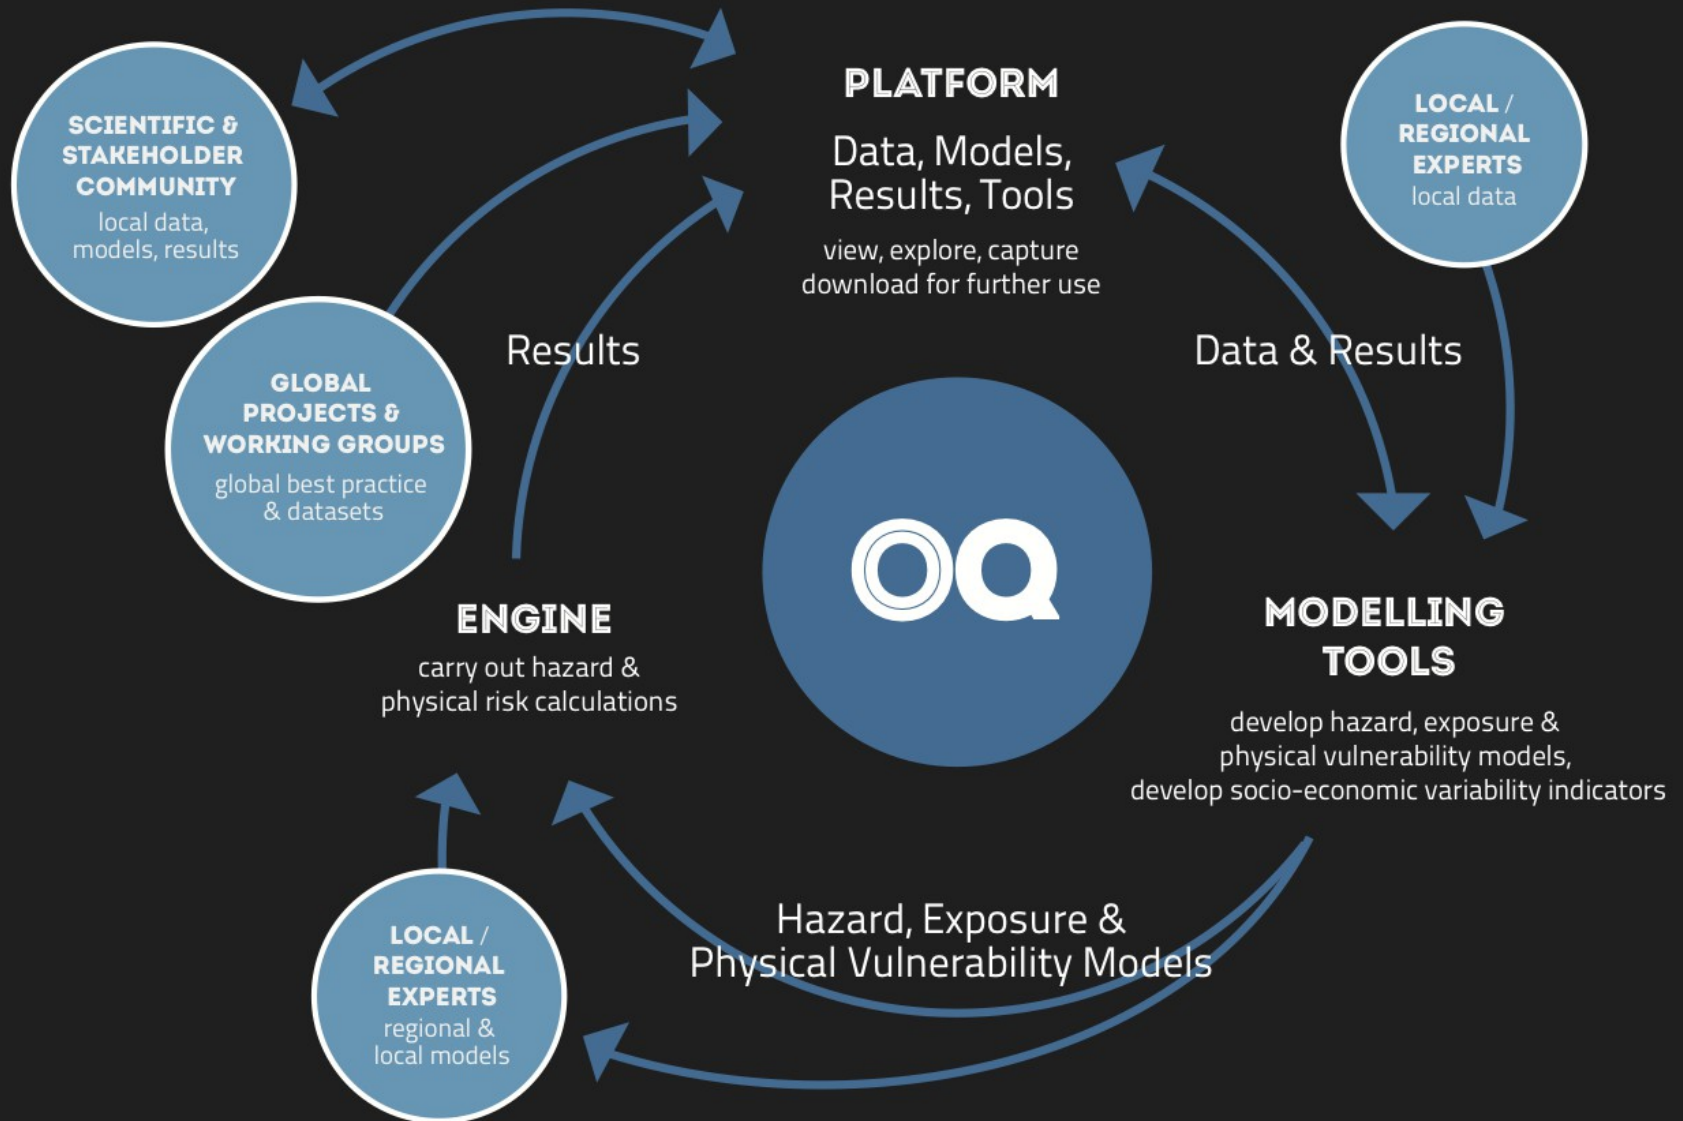 PLATFORM
Data, Models,
Results, Tools
view, explore, capture
download for further use
SCIENTIFIC &
STAKEHOLDER
COMMUNITY
local data,
models, results
LOCAL /
REGIONAL
EXPERTS
local data
GLOBAL
PROJECTS &
WORKING GROUPS
global best practice
& datasets
Results
Data & Results
OQ
ENGINE
carry out hazard &
physical risk calculations
MODELLING
TOOLS
develop hazard, exposure &
physical vulnerability models,
develop socio-economic variability indicators
Hazard, Exposure &
Physical Vulnerability Models
LOCAL /
REGIONAL
EXPERTS
regional &
local models